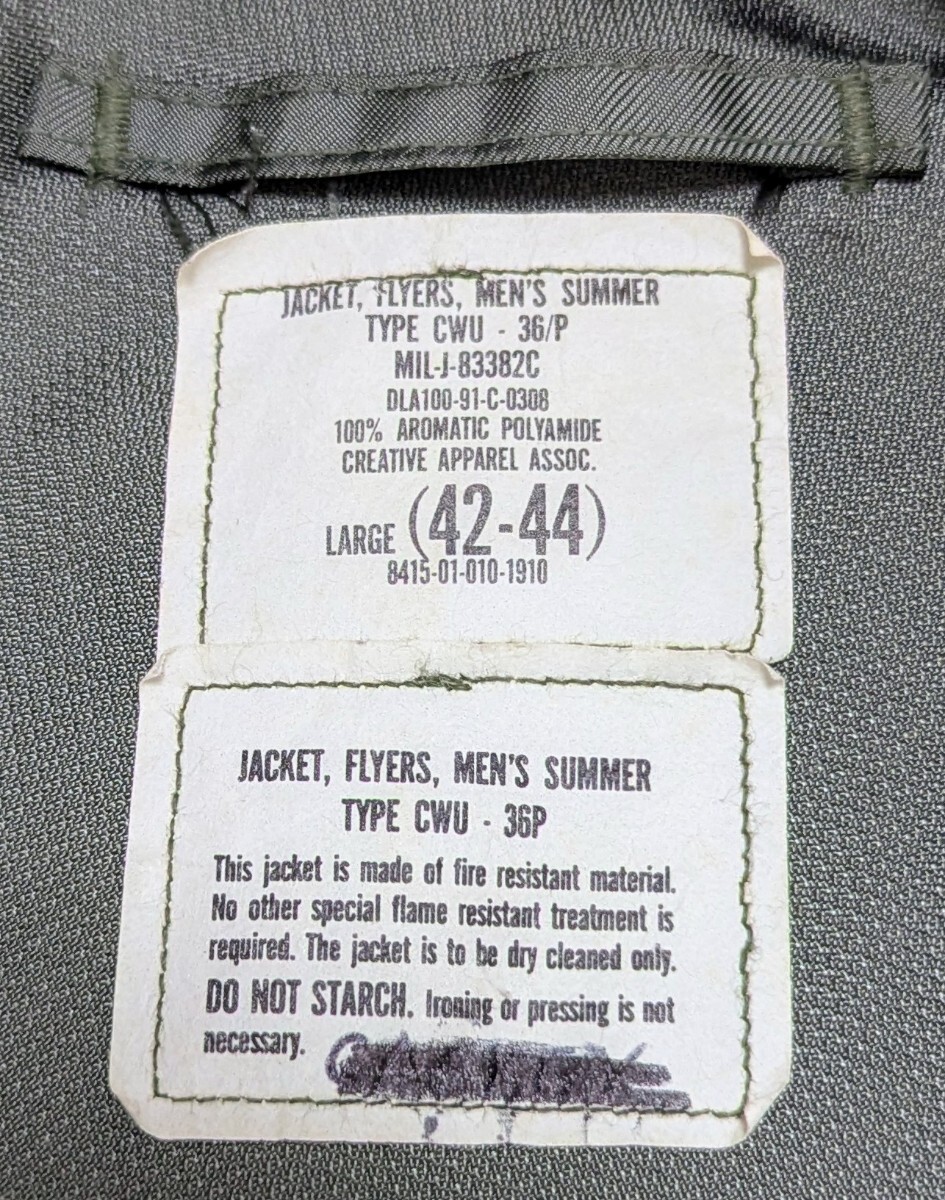 JACKET, FLYERS, MEN'S SUMMER
TYPE CWU - 36/P
MIL-J-83382C
DLA100-91-C-0308
100% AROMATIC POLYAMIDE
CREATIVE APPAREL ASSOC.
LARGE (42-44)
8415-01-010-1910
JACKET, FLYERS, MEN'S SUMMER
TYPE CWU - 36P
This jacket is made of fire resistant material.
No other special flame resistant treatment is
required. The jacket is to be dry cleaned only.
DO NOT STARCH. Ironing or pressing is not
necessary.